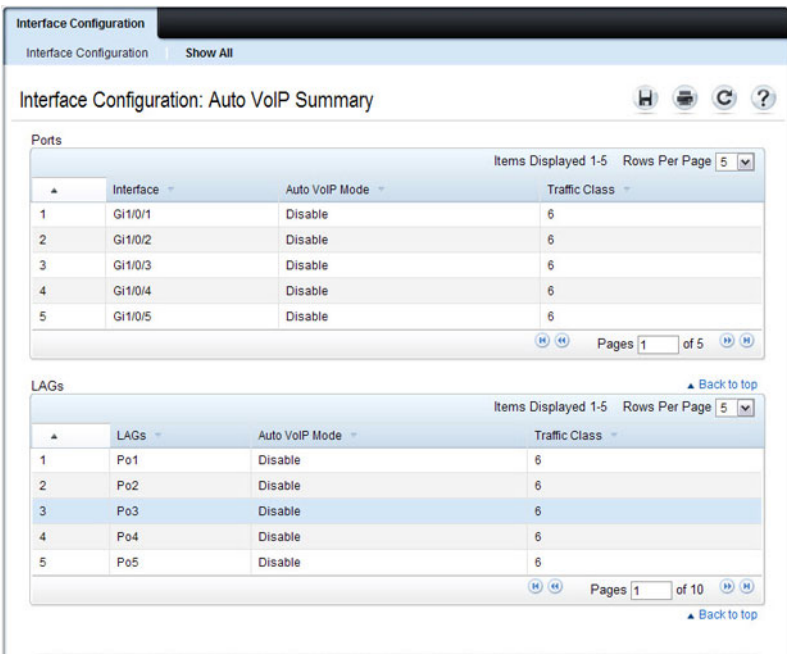 Interface Configuration
Interface Configuration Show All
Interface Configuration: Auto VoIP Summary
Ports
Items Displayed 1-5 Rows Per Page 5
Interface Auto VoIP Mode Traffic Class
1 Gi1/0/1 Disable 6
2 Gi1/0/2 Disable 6
3 Gi1/0/3 Disable 6
4 Gi1/0/4 Disable 6
5 Gi1/0/5 Disable 6
Pages 1 of 5
LAGs Back to top
Items Displayed 1-5 Rows Per Page 5
LAGs Auto VoIP Mode Traffic Class
1 Po1 Disable 6
2 Po2 Disable 6
3 Po3 Disable 6
4 Po4 Disable 6
5 Po5 Disable 6
Pages 1 of 10
Back to top